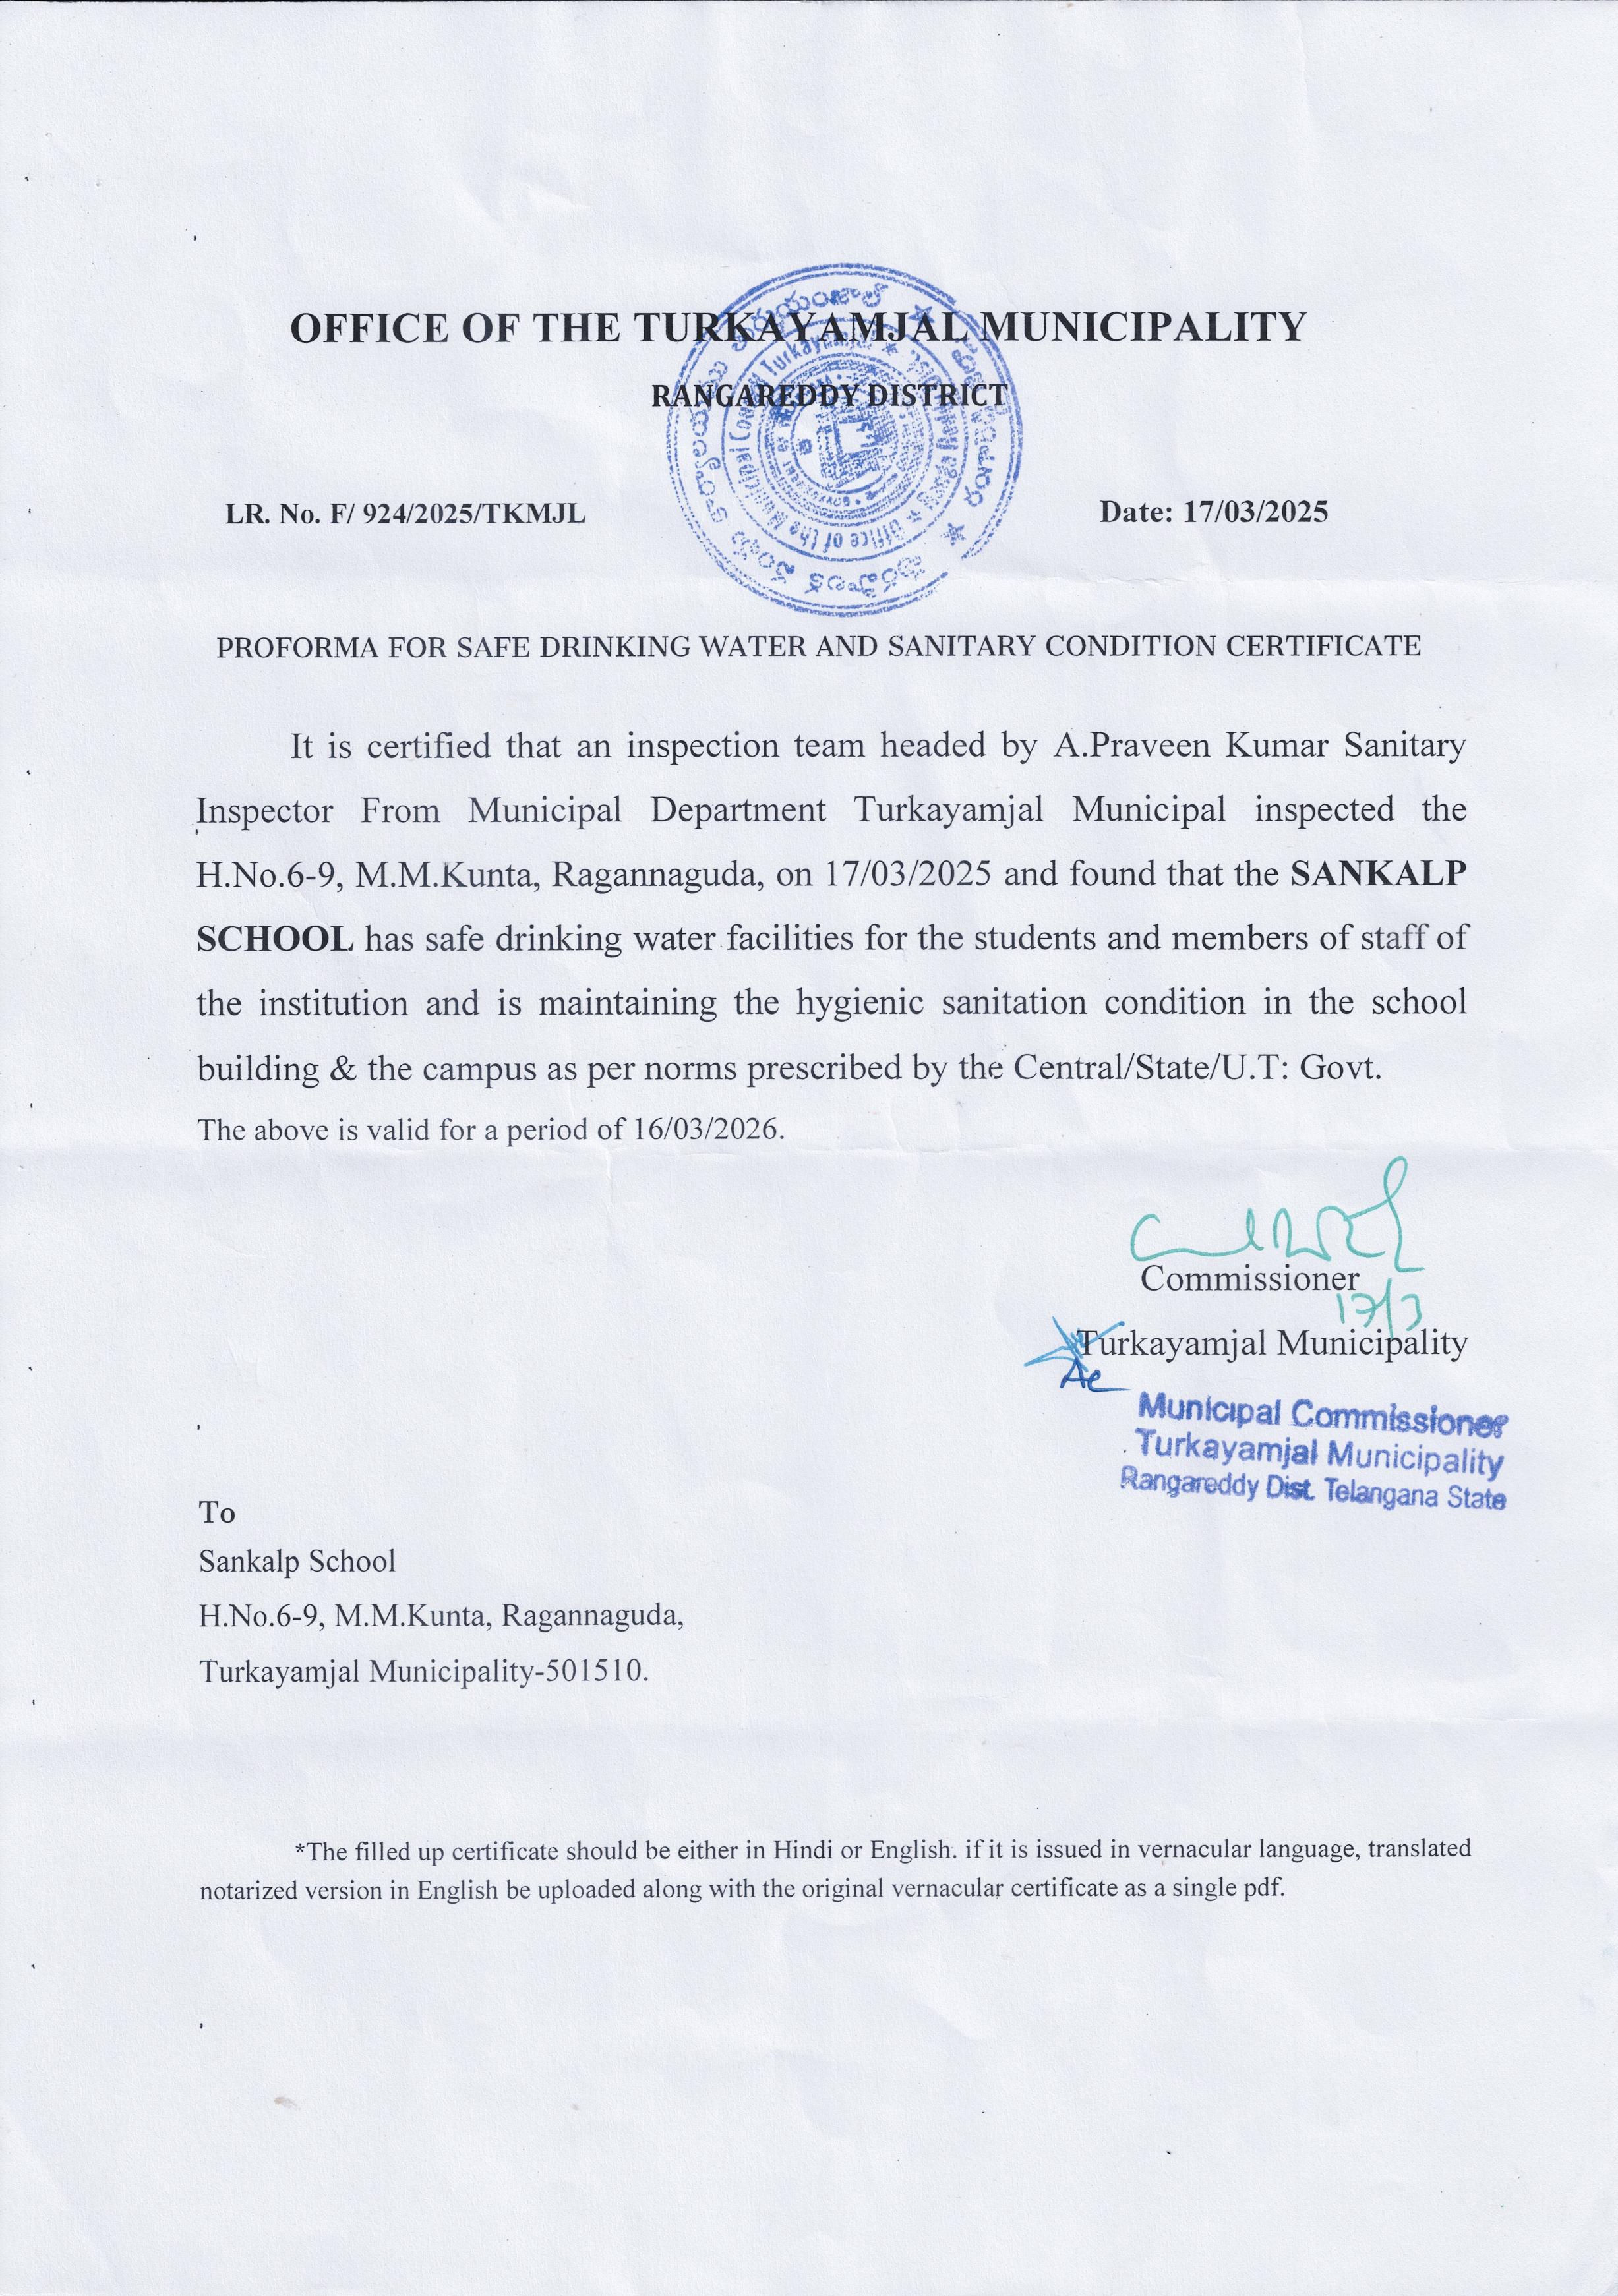 OFFICE OF THE TURKAYAMJAL MUNICIPALITY
RANGAREDDY DISTRICT
LR. No. F/ 924/2025/TKMJL Date: 17/03/2025
Office of the Municipal Council Turkayamjal
PROFORMA FOR SAFE DRINKING WATER AND SANITARY CONDITION CERTIFICATE
It is certified that an inspection team headed by A.Praveen Kumar Sanitary
Inspector From Municipal Department Turkayamjal Municipal inspected the
H.No.6-9, M.M.Kunta, Ragannaguda, on 17/03/2025 and found that the SANKALP
SCHOOL has safe drinking water facilities for the students and members of staff of
the institution and is maintaining the hygienic sanitation condition in the school
building & the campus as per norms prescribed by the Central/State/U.T: Govt.
The above is valid for a period of 16/03/2026.
Commissioner
17/3
Turkayamjal Municipality
Ae
Municipal Commissioner
Turkayamjal Municipality
Rangareddy Dist. Telangana State
To
Sankalp School
H.No.6-9, M.M.Kunta, Ragannaguda,
Turkayamjal Municipality-501510.
*The filled up certificate should be either in Hindi or English. if it is issued in vernacular language, translated
notarized version in English be uploaded along with the original vernacular certificate as a single pdf.